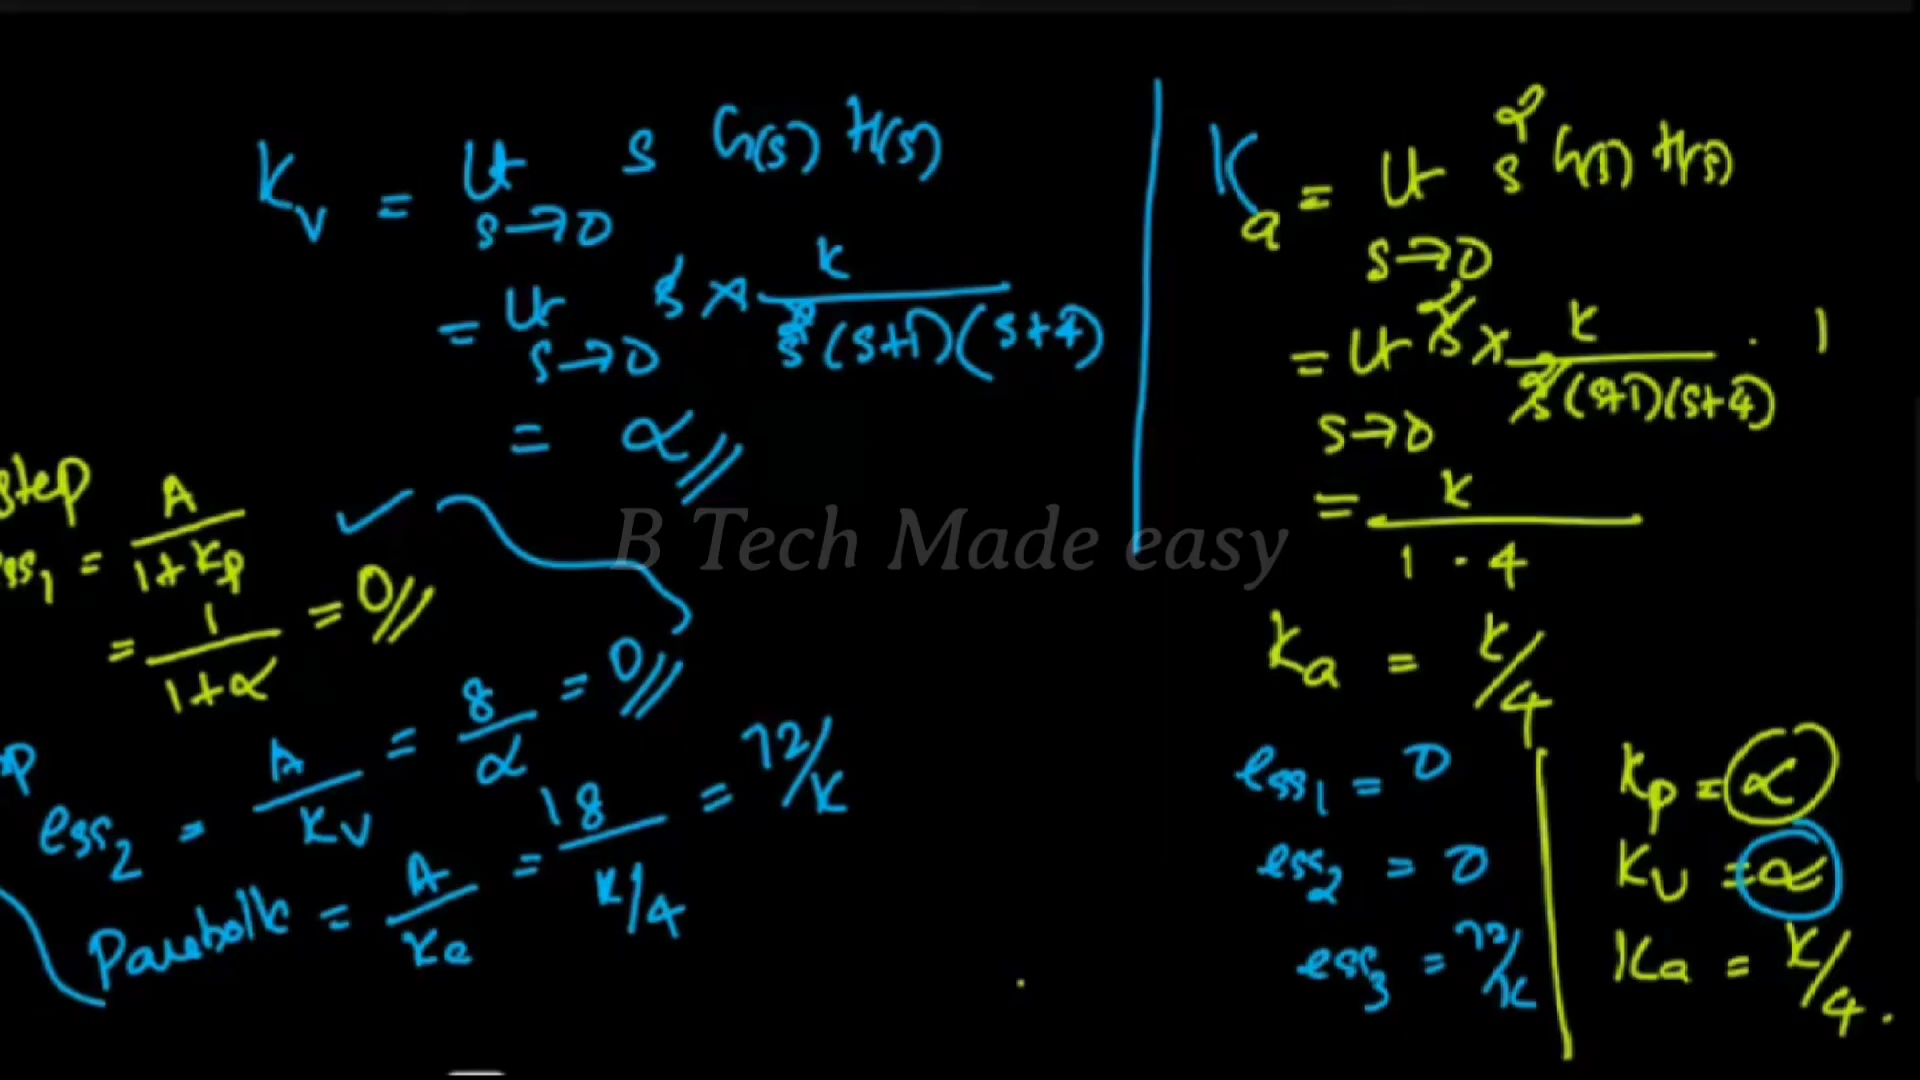 Kv = Lt s→0 s G(s) H(s)
= Lt s→0 s × K / s²(s+1)(s+4)
= ∝
step
ess1 = A / 1+Kp
= 1 / 1+∝ = 0
ess2 = A / Kv = 8 / ∝ = 0
Parabolic = A / Ka = 18 / K/4 = 72/K
Ka = Lt s→0 s² G(s) H(s)
= Lt s→0 s² × K / s²(s+1)(s+4) · 1
= K / 1 · 4
Ka = K/4
ess1 = 0
ess2 = 0
ess3 = 72/K
Kp = ∝
Kv = ∝
Ka = K/4.
B Tech Made easy